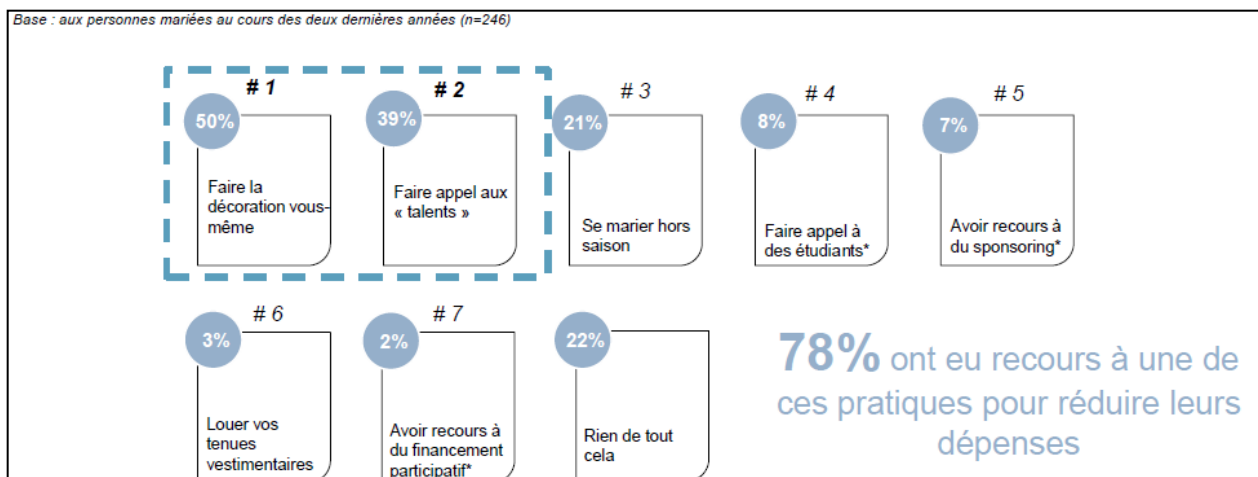 Base : aux personnes mariées au cours des deux dernières années (n=246)
# 1
50%
Faire la
décoration vous-
même
# 2
39%
Faire appel aux
« talents »
# 3
21%
Se marier hors
saison
# 4
8%
Faire appel à
des étudiants*
# 5
7%
Avoir recours à
du sponsoring*
# 6
3%
Louer vos
tenues
vestimentaires
# 7
2%
Avoir recours à
du financement
participatif*
22%
Rien de tout
cela
78% ont eu recours à une de
ces pratiques pour réduire leurs
dépenses